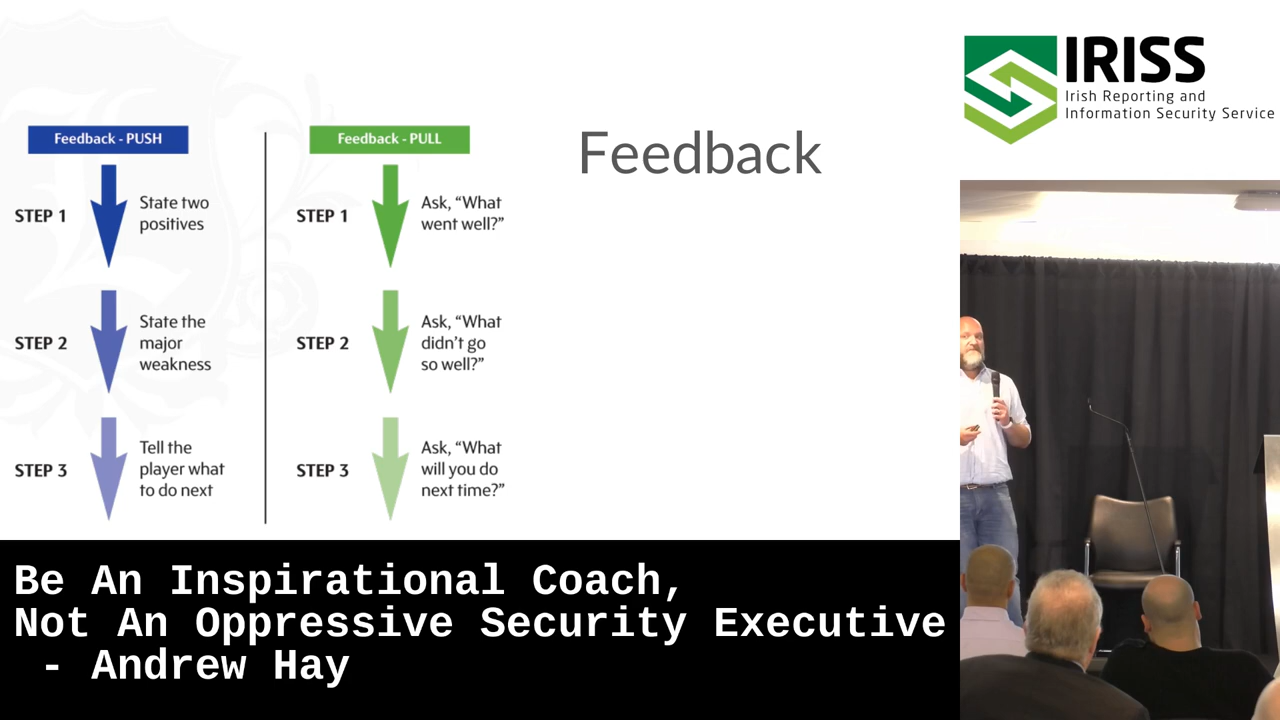 Feedback
Feedback - PUSH
STEP 1
State two
positives
STEP 2
State the
major
weakness
STEP 3
Tell the
player what
to do next
Feedback - PULL
STEP 1
Ask, “What
went well?”
STEP 2
Ask, “What
didn’t go
so well?”
STEP 3
Ask, “What
will you do
next time?”
IRISS
Irish Reporting and
Information Security Service
Be An Inspirational Coach,
Not An Oppressive Security Executive
- Andrew Hay